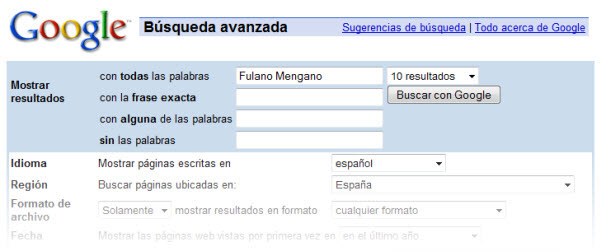 Google™ Búsqueda avanzada Sugerencias de búsqueda | Todo acerca de Google
Mostrar resultados con todas las palabras Fulano Mengano 10 resultados
con la frase exacta Buscar con Google
con alguna de las palabras
sin las palabras
Idioma Mostrar páginas escritas en español
Región Buscar páginas ubicadas en: España
Formato de archivo Solamente mostrar resultados en formato cualquier formato
Fecha Mostrar las páginas web vistas por primera vez en en el último año